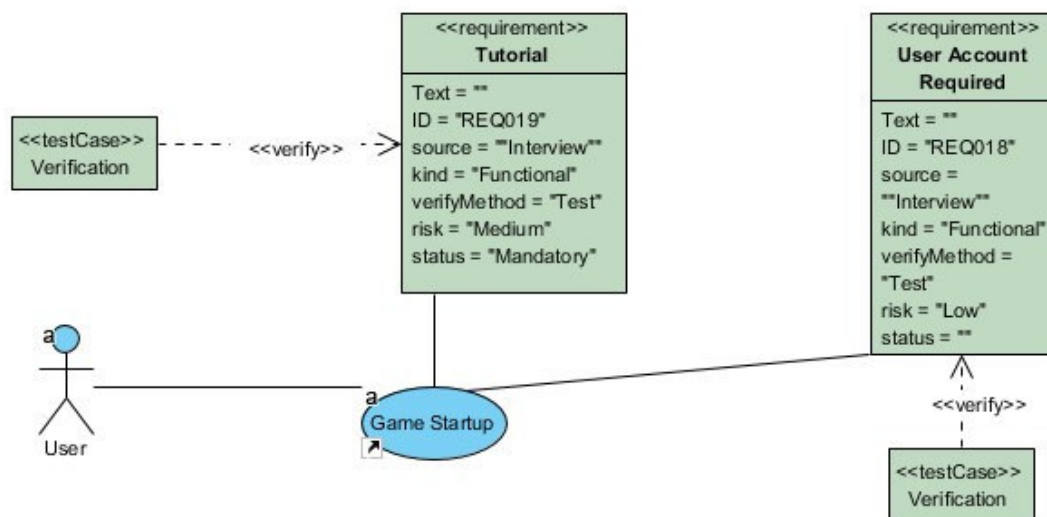 <<requirement>>
Tutorial
Text = ""
ID = "REQ019"
source = ""Interview""
kind = "Functional"
verifyMethod = "Test"
risk = "Medium"
status = "Mandatory"
<<requirement>>
User Account
Required
Text = ""
ID = "REQ018"
source =
""Interview""
kind = "Functional"
verifyMethod =
"Test"
risk = "Low"
status = ""
<<testCase>>
Verification
<<verify>>
a
User
a
Game Startup
<<verify>>
<<testCase>>
Verification